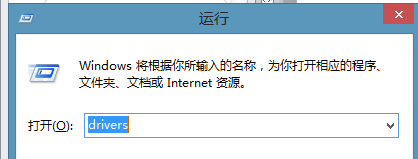 运行
Windows 将根据你所输入的名称，为你打开相应的程序、
文件夹、文档或 Internet 资源。
打开(O): drivers